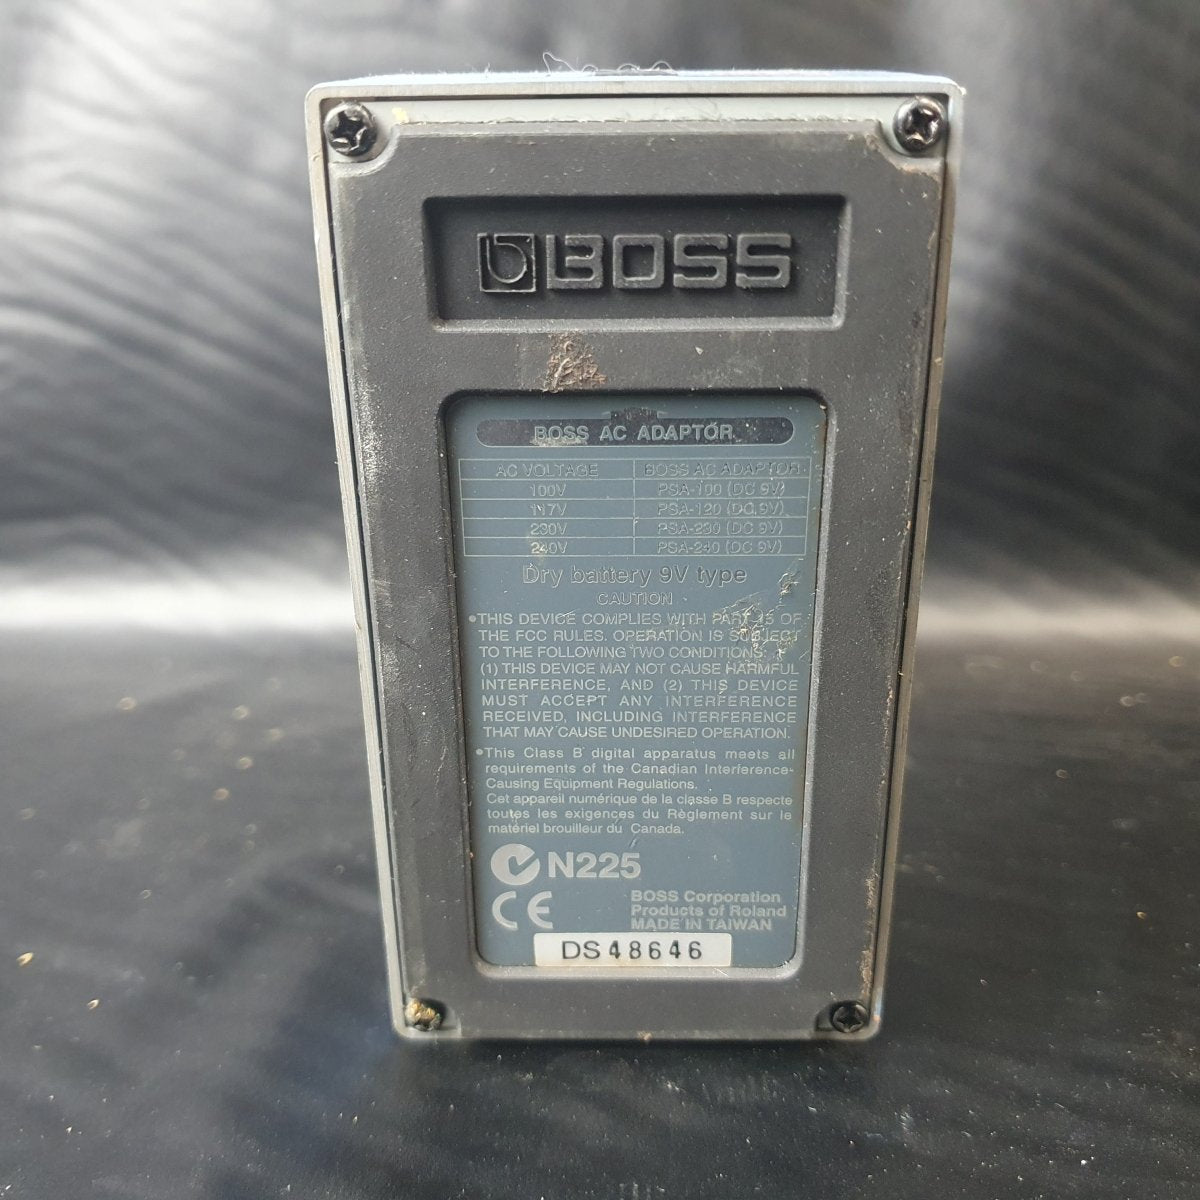 BOSS
BOSS AC ADAPTOR
AC VOLTAGE BOSS AC ADAPTOR
100V PSA-100 (DC 9V)
117V PSA-120 (DC 9V)
230V PSA-230 (DC 9V)
240V PSA-240 (DC 9V)
Dry battery 9V type
CAUTION
•THIS DEVICE COMPLIES WITH PART 15 OF
THE FCC RULES. OPERATION IS SUBJECT
TO THE FOLLOWING TWO CONDITIONS:
(1) THIS DEVICE MAY NOT CAUSE HARMFUL
INTERFERENCE, AND (2) THIS DEVICE
MUST ACCEPT ANY INTERFERENCE
RECEIVED, INCLUDING INTERFERENCE
THAT MAY CAUSE UNDESIRED OPERATION.
•This Class B digital apparatus meets all
requirements of the Canadian Interference-
Causing Equipment Regulations.
Cet appareil numérique de la classe B respecte
toutes les exigences du Règlement sur le
matériel brouilleur du Canada.
N225
CE
BOSS Corporation
Products of Roland
MADE IN TAIWAN
DS48646